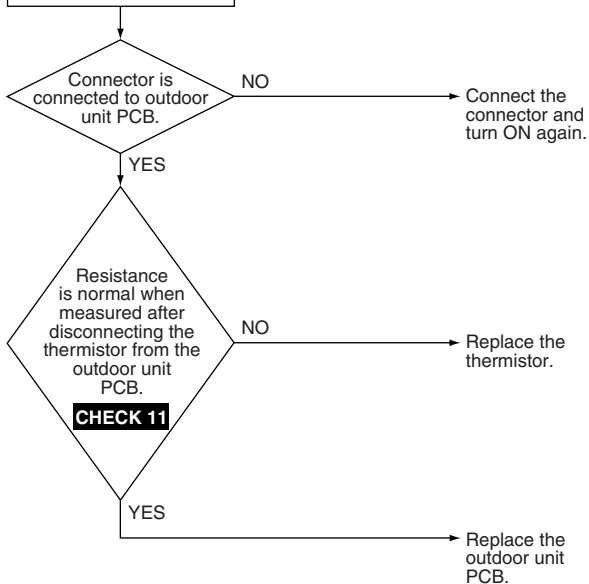 Connector is
connected to outdoor
unit PCB.
NO
Connect the
connector and
turn ON again.
YES
Resistance
is normal when
measured after
disconnecting the
thermistor from the
outdoor unit
PCB.
CHECK 11
NO
Replace the
thermistor.
YES
Replace the
outdoor unit
PCB.